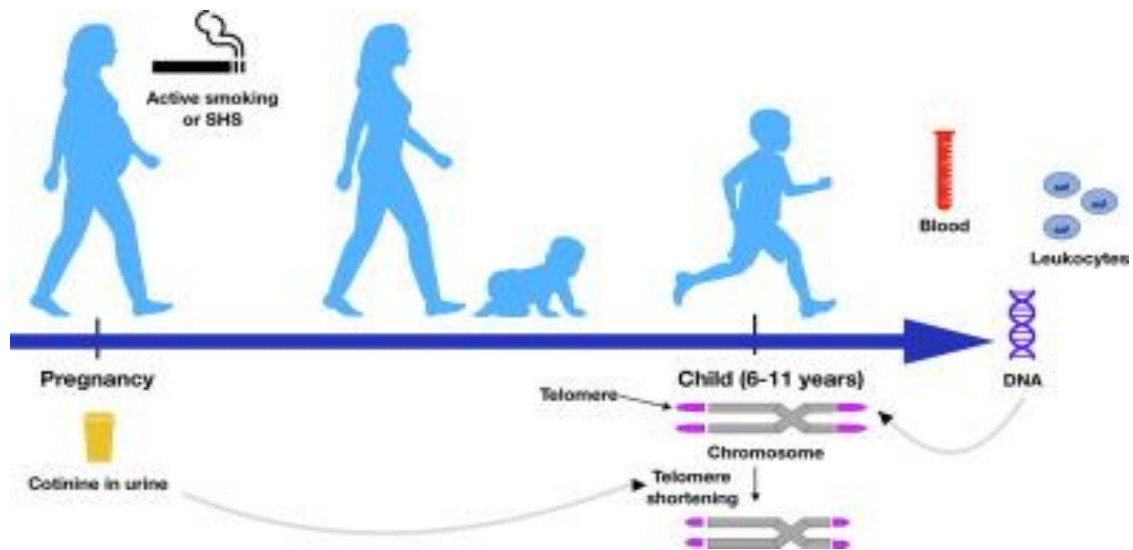 Active smoking
or SHS
Blood
Leukocytes
Pregnancy
Child (6-11 years)
DNA
Telomere
Chromosome
Cotinine in urine
Telomere
shortening